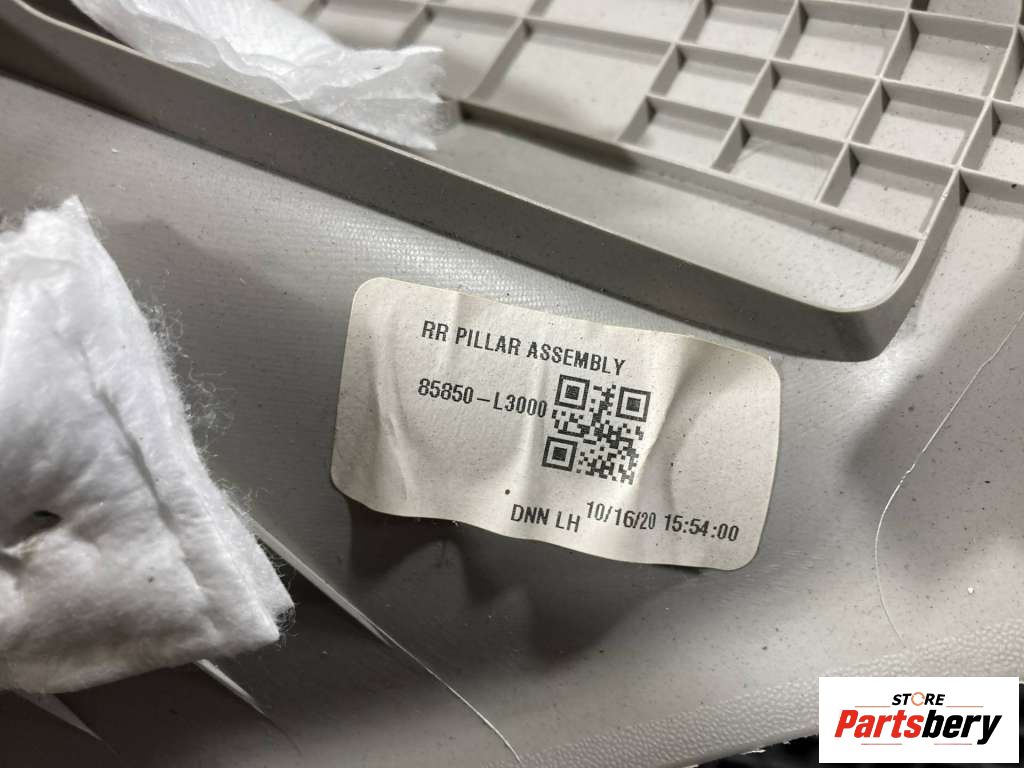 RR PILLAR ASSEMBLY
85850-L3000
DNN LH 10/16/20 15:54:00
STORE
Partsbery